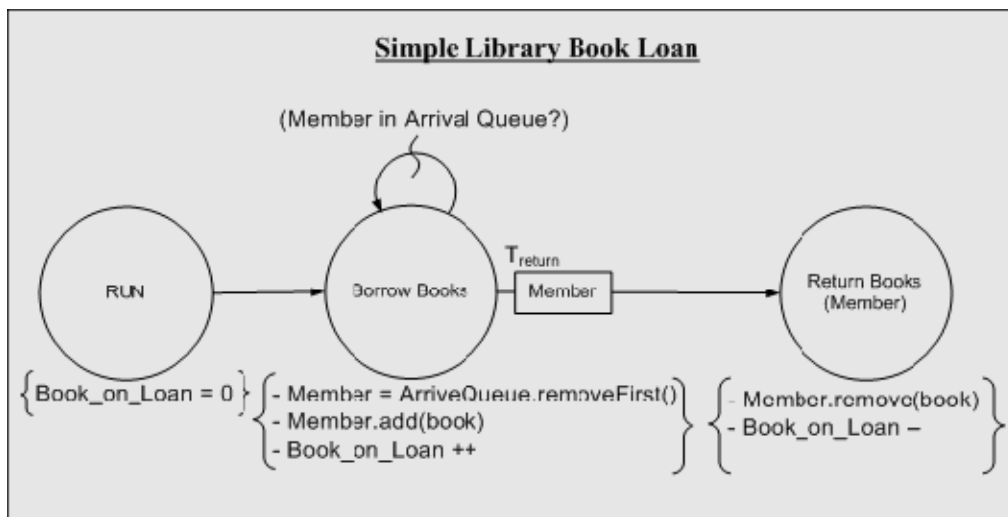 Simple Library Book Loan
(Member in Arrival Queue?)
RUN
Borrow Books
Treturn
Member
Return Books
(Member)
{Book_on_Loan = 0}
- Member = ArriveQueue.removeFirst()
- Member.add(book)
- Book_on_Loan ++
- Member.remove(book)
- Book_on_Loan –